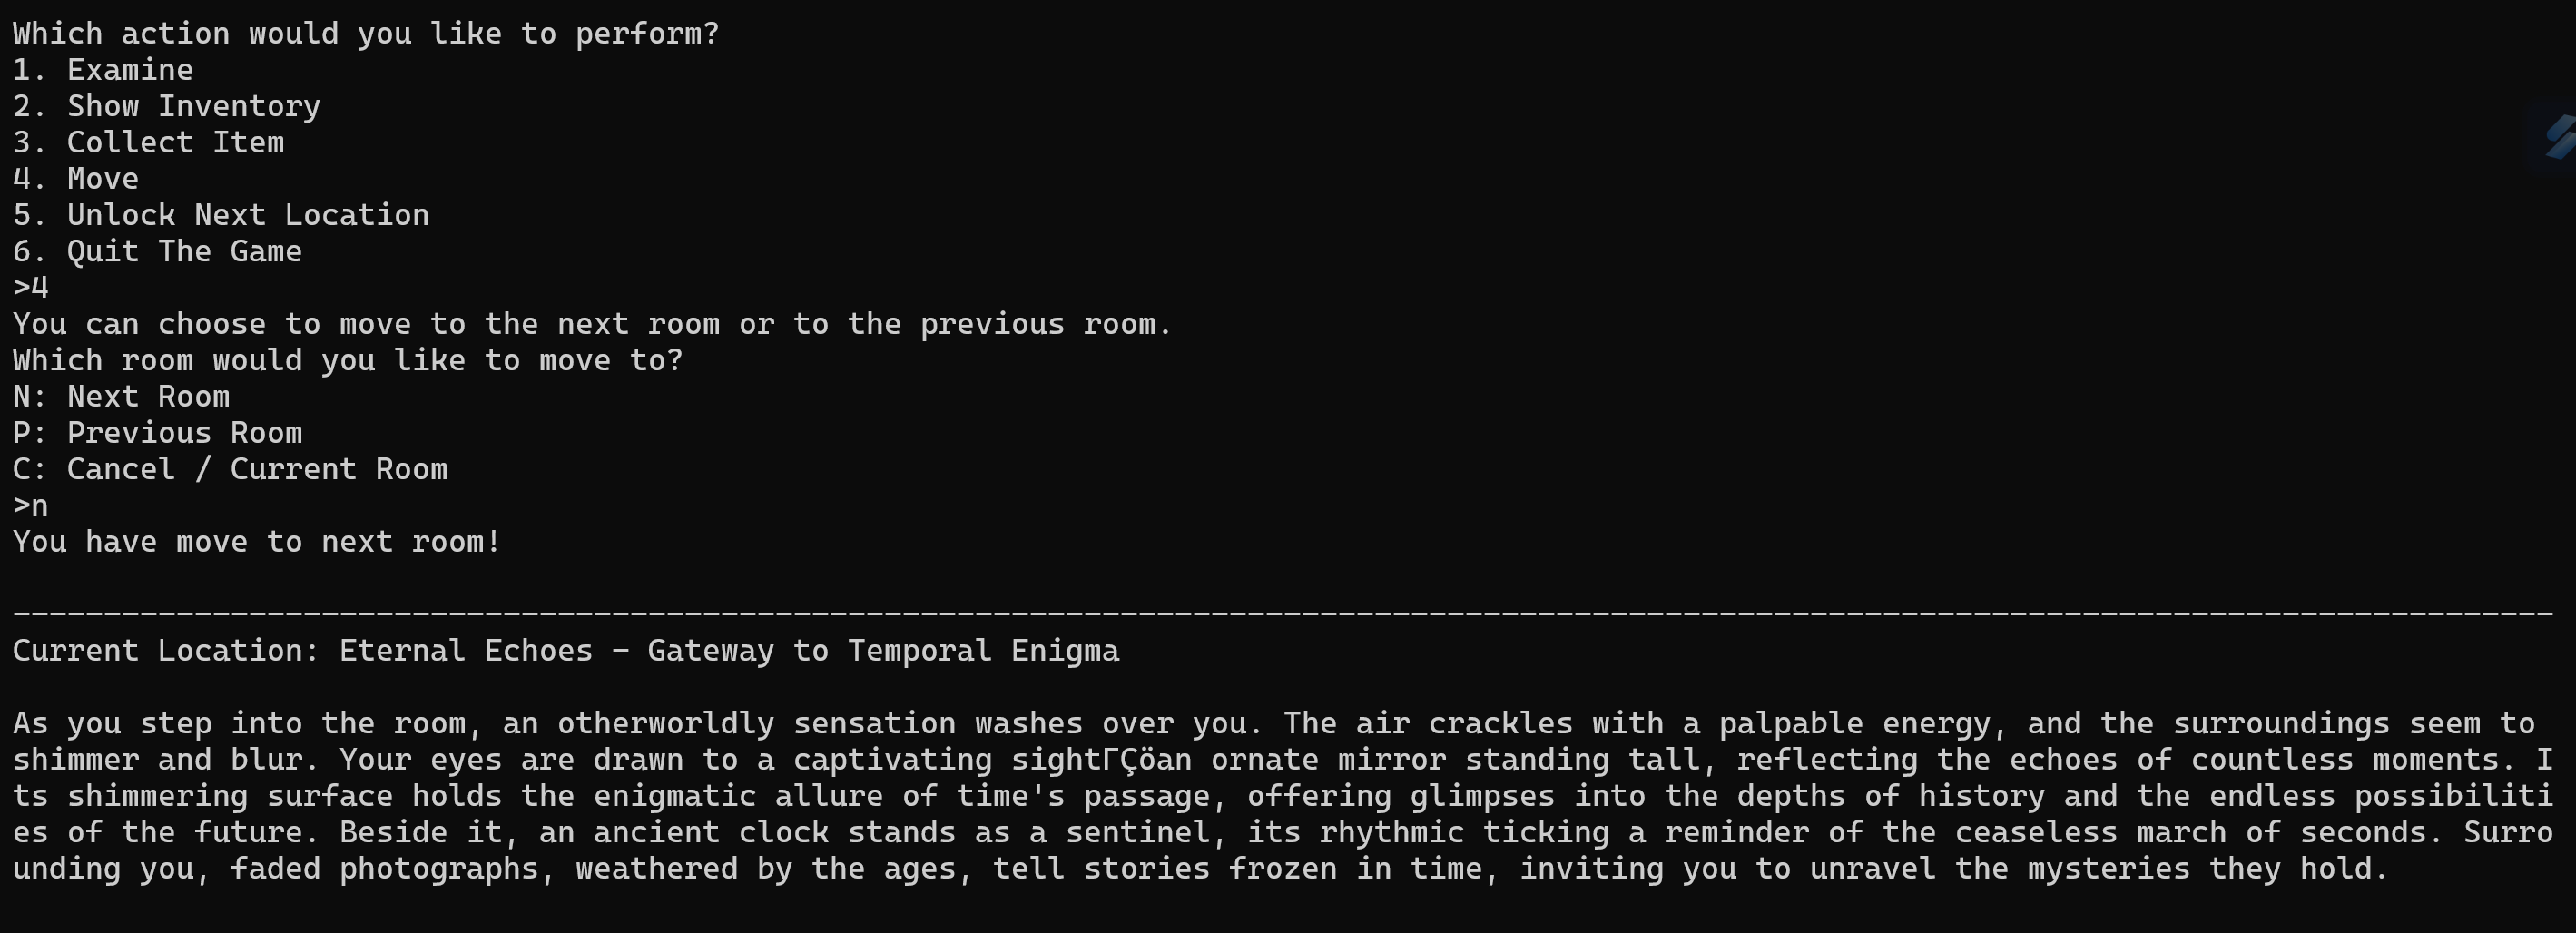 Which action would you like to perform?
1. Examine
2. Show Inventory
3. Collect Item
4. Move
5. Unlock Next Location
6. Quit The Game
>4
You can choose to move to the next room or to the previous room.
Which room would you like to move to?
N: Next Room
P: Previous Room
C: Cancel / Current Room
>n
You have move to next room!
--------------------------------------------------------------------------------------------------------------------------------------------
Current Location: Eternal Echoes - Gateway to Temporal Enigma
As you step into the room, an otherworldly sensation washes over you. The air crackles with a palpable energy, and the surroundings seem to
shimmer and blur. Your eyes are drawn to a captivating sightΓÇöan ornate mirror standing tall, reflecting the echoes of countless moments. I
ts shimmering surface holds the enigmatic allure of time's passage, offering glimpses into the depths of history and the endless possibiliti
es of the future. Beside it, an ancient clock stands as a sentinel, its rhythmic ticking a reminder of the ceaseless march of seconds. Surro
unding you, faded photographs, weathered by the ages, tell stories frozen in time, inviting you to unravel the mysteries they hold.